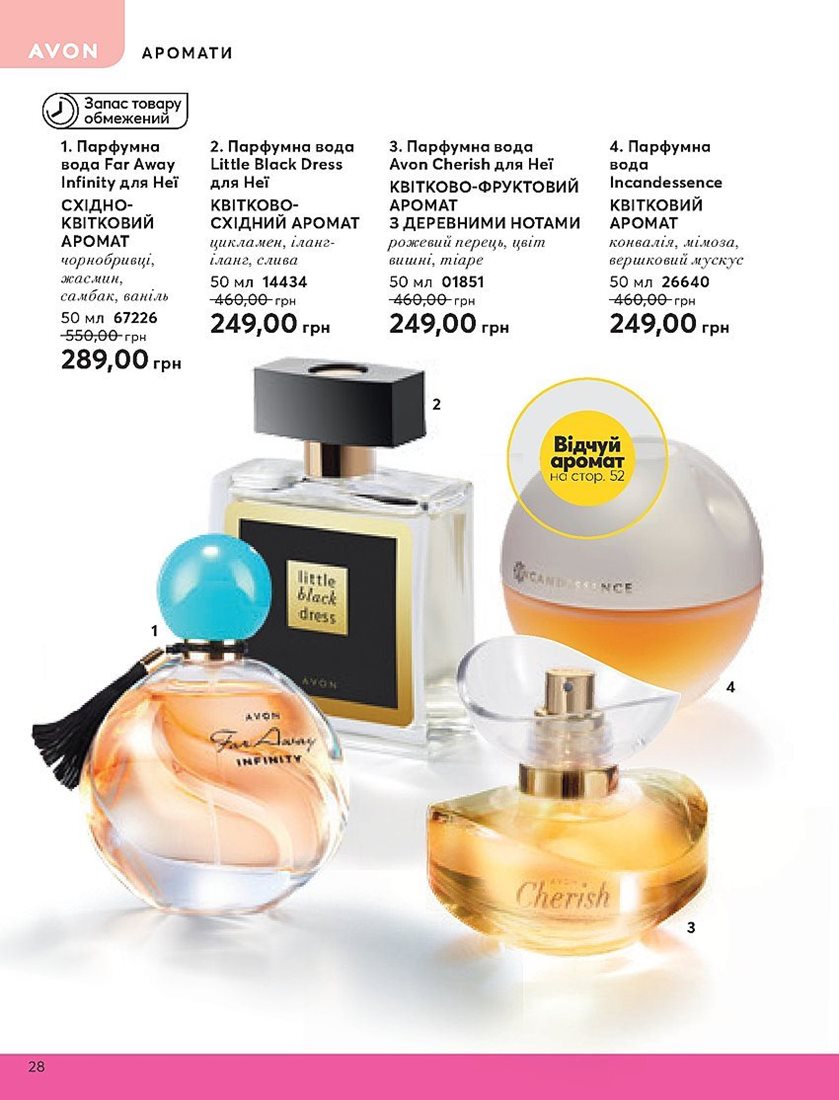 AVON
АРОМАТИ
Запас товару
обмежений
1. Парфумна
вода Far Away
Infinity для Неї
СХІДНО-
КВІТКОВИЙ
АРОМАТ
чорнобривці,
жасмин,
самбак, ваніль
50 мл 67226
550,00 грн
289,00 грн
2. Парфумна вода
Little Black Dress
для Неї
КВІТКОВО-
СХІДНИЙ АРОМАТ
цикламен, іланг-
іланг, слива
50 мл 14434
460,00 грн
249,00 грн
3. Парфумна вода
Avon Cherish для Неї
КВІТКОВО-ФРУКТОВИЙ
АРОМАТ
З ДЕРЕВНИМИ НОТАМИ
рожевий перець, цвіт
вишні, тіаре
50 мл 01851
460,00 грн
249,00 грн
4. Парфумна
вода
Incandessence
КВІТКОВИЙ
АРОМАТ
конвалія, мімоза,
вершковий мускус
50 мл 26640
460,00 грн
249,00 грн
2
Відчуй
аромат
на стор. 52
little
black
dress
AVON
INCANDESSENCE
1
4
AVON
Far Away
INFINITY
AVON
Cherish
3
28